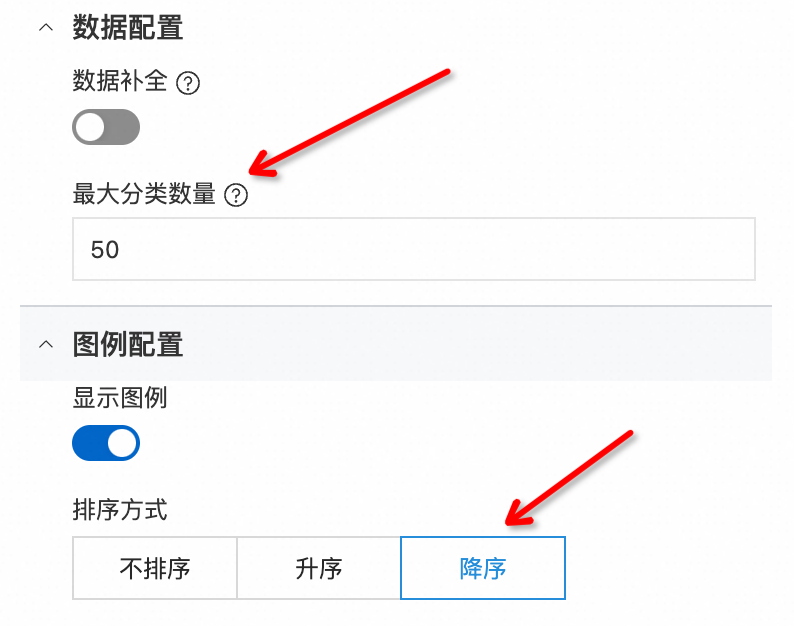 数据配置
数据补全 ?
最大分类数量 ?
50
图例配置
显示图例
排序方式
不排序 升序 降序